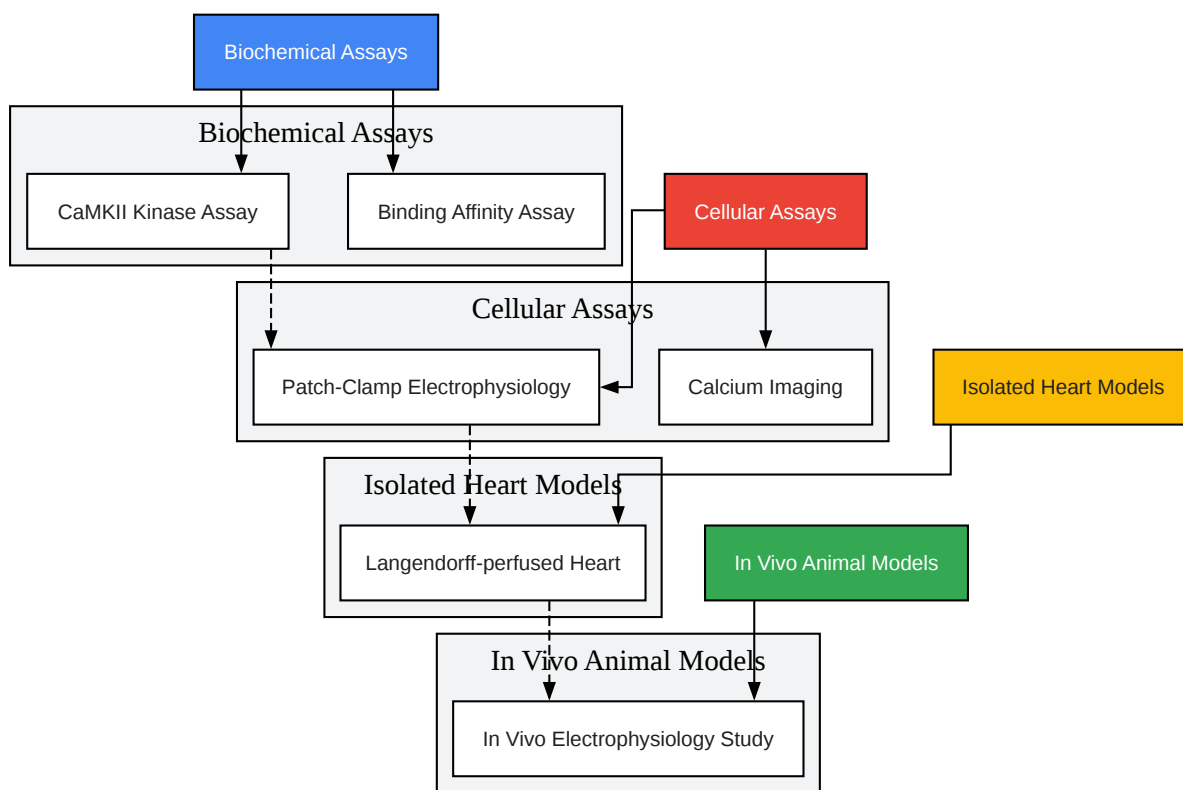 Biochemical Assays
Biochemical Assays
CaMKII Kinase Assay
Binding Affinity Assay
Cellular Assays
Cellular Assays
Patch-Clamp Electrophysiology
Calcium Imaging
Isolated Heart Models
Isolated Heart Models
Langendorff-perfused Heart
In Vivo Animal Models
In Vivo Animal Models
In Vivo Electrophysiology Study